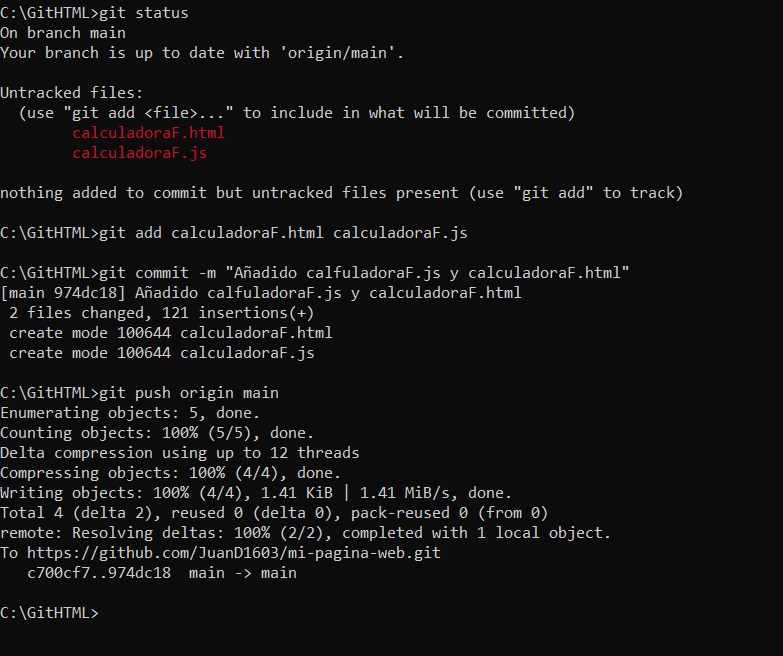 C:\GitHTML>git status
On branch main
Your branch is up to date with 'origin/main'.
Untracked files:
(use "git add <file>..." to include in what will be committed)
calculadoraF.html
calculadoraF.js
nothing added to commit but untracked files present (use "git add" to track)
C:\GitHTML>git add calculadoraF.html calculadoraF.js
C:\GitHTML>git commit -m "Añadido calfuladoraF.js y calculadoraF.html"
[main 974dc18] Añadido calfuladoraF.js y calculadoraF.html
2 files changed, 121 insertions(+)
create mode 100644 calculadoraF.html
create mode 100644 calculadoraF.js
C:\GitHTML>git push origin main
Enumerating objects: 5, done.
Counting objects: 100% (5/5), done.
Delta compression using up to 12 threads
Compressing objects: 100% (4/4), done.
Writing objects: 100% (4/4), 1.41 KiB | 1.41 MiB/s, done.
Total 4 (delta 2), reused 0 (delta 0), pack-reused 0 (from 0)
remote: Resolving deltas: 100% (2/2), completed with 1 local object.
To https://github.com/JuanD1603/mi-pagina-web.git
c700cf7..974dc18  main -> main
C:\GitHTML>